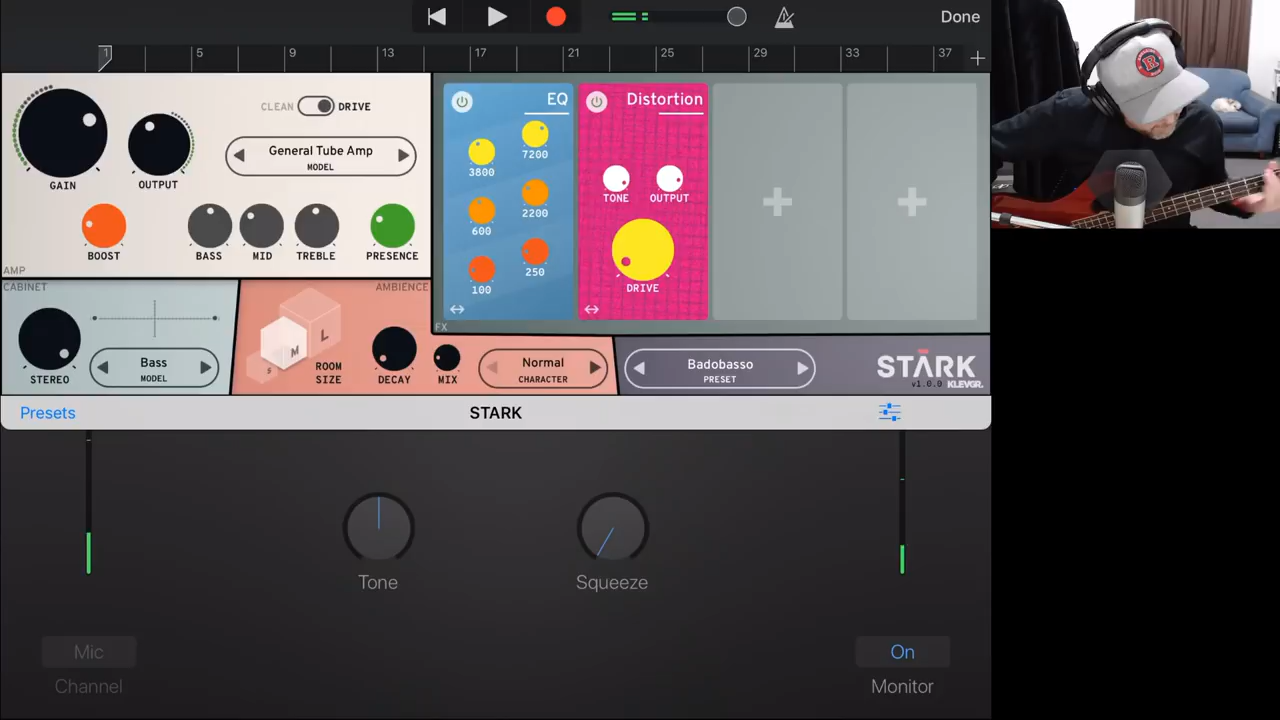 Done
1 5 9 13 17 21 25 29 33 37
CLEAN DRIVE
General Tube Amp
MODEL
GAIN OUTPUT
BOOST BASS MID TREBLE PRESENCE
AMP
EQ
3800 7200
600 2200
100 250
Distortion
TONE OUTPUT
DRIVE
FX
CABINET
STEREO
Bass
MODEL
AMBIENCE
S M L
ROOM
SIZE
DECAY MIX
Normal
CHARACTER
Badobasso
PRESET
STARK
v1.0.0 KLEVGR.
Presets STARK
Tone Squeeze
Mic On
Channel Monitor
R